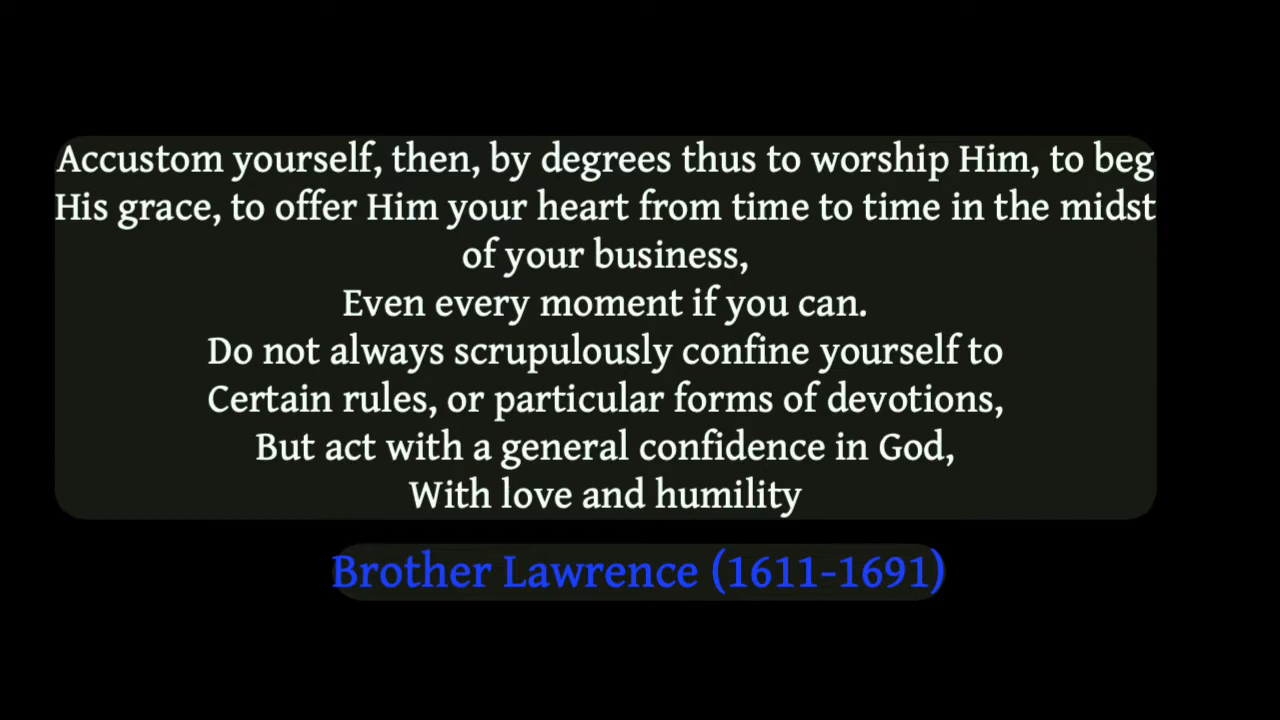 Accustom yourself, then, by degrees thus to worship Him, to beg
His grace, to offer Him your heart from time to time in the midst
of your business,
Even every moment if you can.
Do not always scrupulously confine yourself to
Certain rules, or particular forms of devotions,
But act with a general confidence in God,
With love and humility
Brother Lawrence (1611-1691)